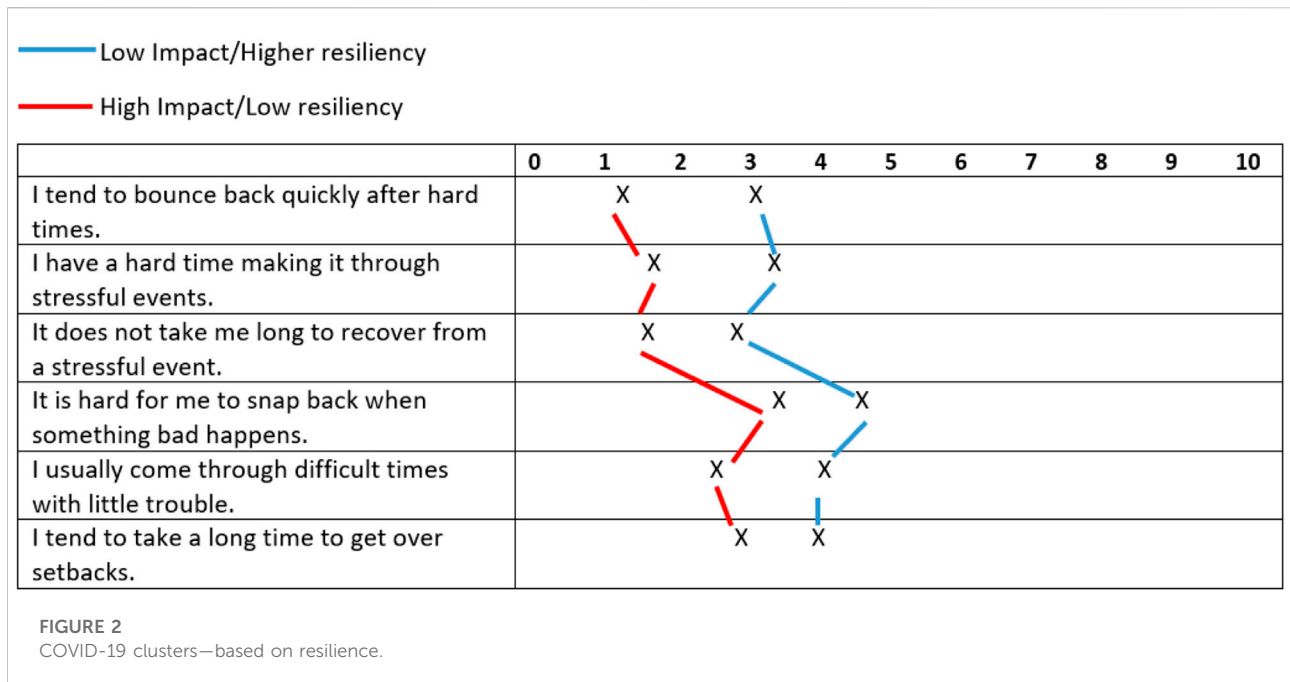 Low Impact/Higher resiliency
High Impact/Low resiliency
0 1 2 3 4 5 6 7 8 9 10
I tend to bounce back quickly after hard
times.
X X
I have a hard time making it through
stressful events.
X X
It does not take me long to recover from
a stressful event.
X X
It is hard for me to snap back when
something bad happens.
X X
I usually come through difficult times
with little trouble.
X X
I tend to take a long time to get over
setbacks.
X X
FIGURE 2
COVID-19 clusters—based on resilience.